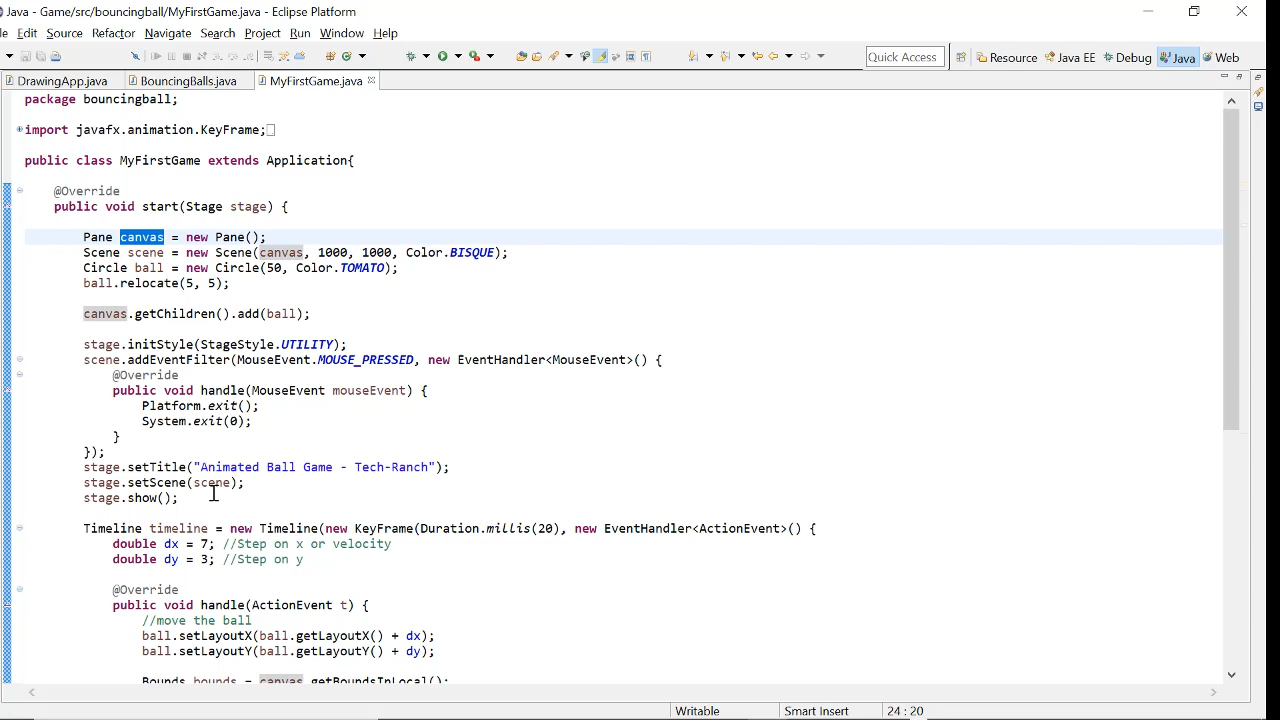 Java - Game/src/bouncingball/MyFirstGame.java - Eclipse Platform
Edit Source Refactor Navigate Search Project Run Window Help
Quick Access Resource Java EE Debug Java Web
DrawingApp.java BouncingBalls.java MyFirstGame.java
package bouncingball;
import javafx.animation.KeyFrame;
public class MyFirstGame extends Application{
@Override
public void start(Stage stage) {
Pane canvas = new Pane();
Scene scene = new Scene(canvas, 1000, 1000, Color.BISQUE);
Circle ball = new Circle(50, Color.TOMATO);
ball.relocate(5, 5);
canvas.getChildren().add(ball);
stage.initStyle(StageStyle.UTILITY);
scene.addEventFilter(MouseEvent.MOUSE_PRESSED, new EventHandler<MouseEvent>() {
@Override
public void handle(MouseEvent mouseEvent) {
Platform.exit();
System.exit(0);
}
});
stage.setTitle("Animated Ball Game - Tech-Ranch");
stage.setScene(scene);
stage.show();
Timeline timeline = new Timeline(new KeyFrame(Duration.millis(20), new EventHandler<ActionEvent>() {
double dx = 7; //Step on x or velocity
double dy = 3; //Step on y
@Override
public void handle(ActionEvent t) {
//move the ball
ball.setLayoutX(ball.getLayoutX() + dx);
ball.setLayoutY(ball.getLayoutY() + dy);
Bounds bounds = canvas.getBoundsInLocal();
Writable Smart Insert 24 : 20